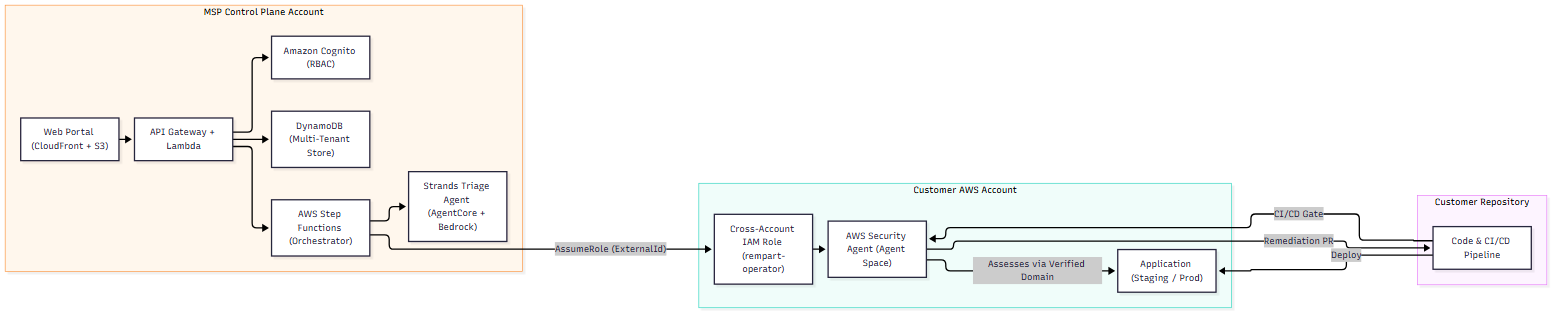 MSP Control Plane Account
Amazon Cognito
(RBAC)
Web Portal
(CloudFront + S3)
API Gateway +
Lambda
DynamoDB
(Multi-Tenant
Store)
AWS Step
Functions
(Orchestrator)
Strands Triage
Agent
(AgentCore +
Bedrock)
AssumeRole (ExternalId)
Customer AWS Account
Cross-Account
IAM Role
(rempart-
operator)
AWS Security
Agent (Agent
Space)
Assesses via Verified
Domain
Application
(Staging / Prod)
CI/CD Gate
Remediation PR
Deploy
Customer Repository
Code & CI/CD
Pipeline